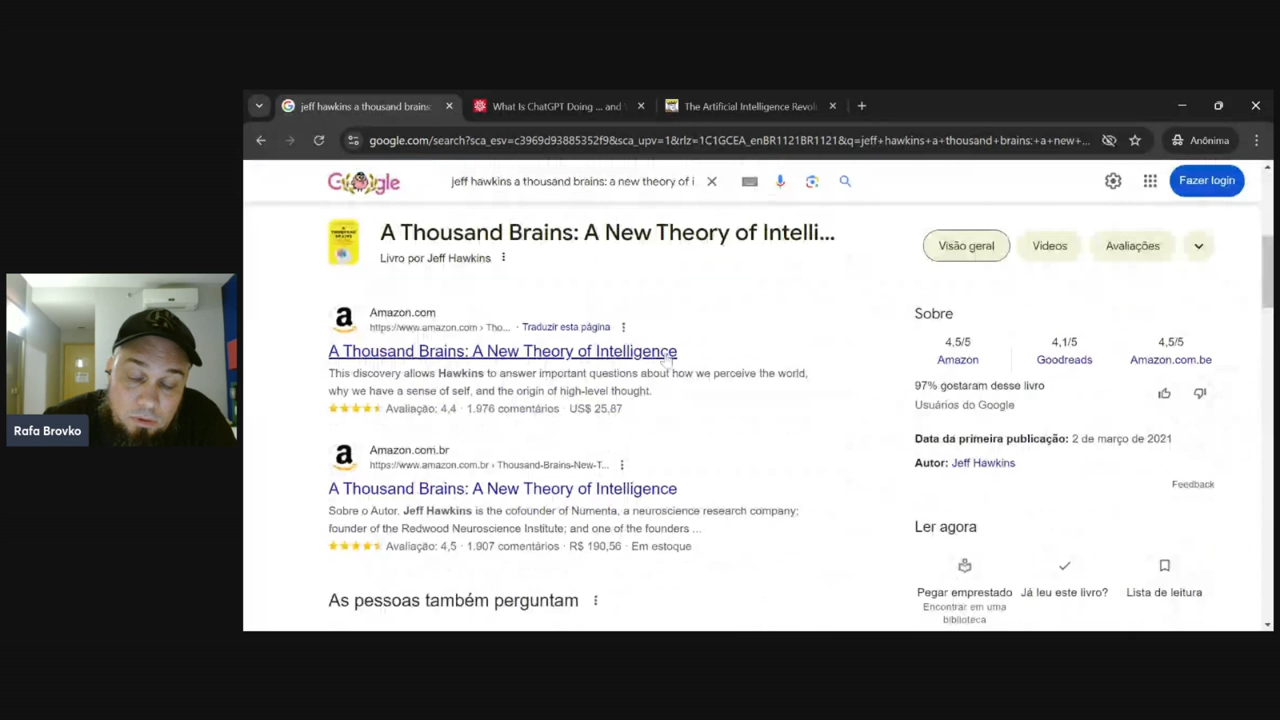 jeff hawkins a thousand brains:
What Is ChatGPT Doing ... and
The Artificial Intelligence Revol
google.com/search?sca_esv=c3969d93885352f9&sca_upv=1&rlz=1C1GCEA_enBR1121BR1121&q=jeff+hawkins+a+thousand+brains:+a+new+...
Anônima
jeff hawkins a thousand brains: a new theory of i
Fazer login
A Thousand Brains: A New Theory of Intelli...
Livro por Jeff Hawkins
Visão geral
Videos
Avaliações
Amazon.com
https://www.amazon.com › Tho... · Traduzir esta página
A Thousand Brains: A New Theory of Intelligence
This discovery allows Hawkins to answer important questions about how we perceive the world,
why we have a sense of self, and the origin of high-level thought.
Avaliação: 4,4 · 1.976 comentários · US$ 25,87
Amazon.com.br
https://www.amazon.com.br › Thousand-Brains-New-T...
A Thousand Brains: A New Theory of Intelligence
Sobre o Autor. Jeff Hawkins is the cofounder of Numenta, a neuroscience research company;
founder of the Redwood Neuroscience Institute; and one of the founders ...
Avaliação: 4,5 · 1.907 comentários · R$ 190,56 · Em estoque
As pessoas também perguntam
Sobre
4,5/5
Amazon
4,1/5
Goodreads
4,5/5
Amazon.com.be
97% gostaram desse livro
Usuários do Google
Data da primeira publicação: 2 de março de 2021
Autor: Jeff Hawkins
Feedback
Ler agora
Pegar emprestado
Encontrar em uma
biblioteca
Já leu este livro?
Lista de leitura
Rafa Brovko